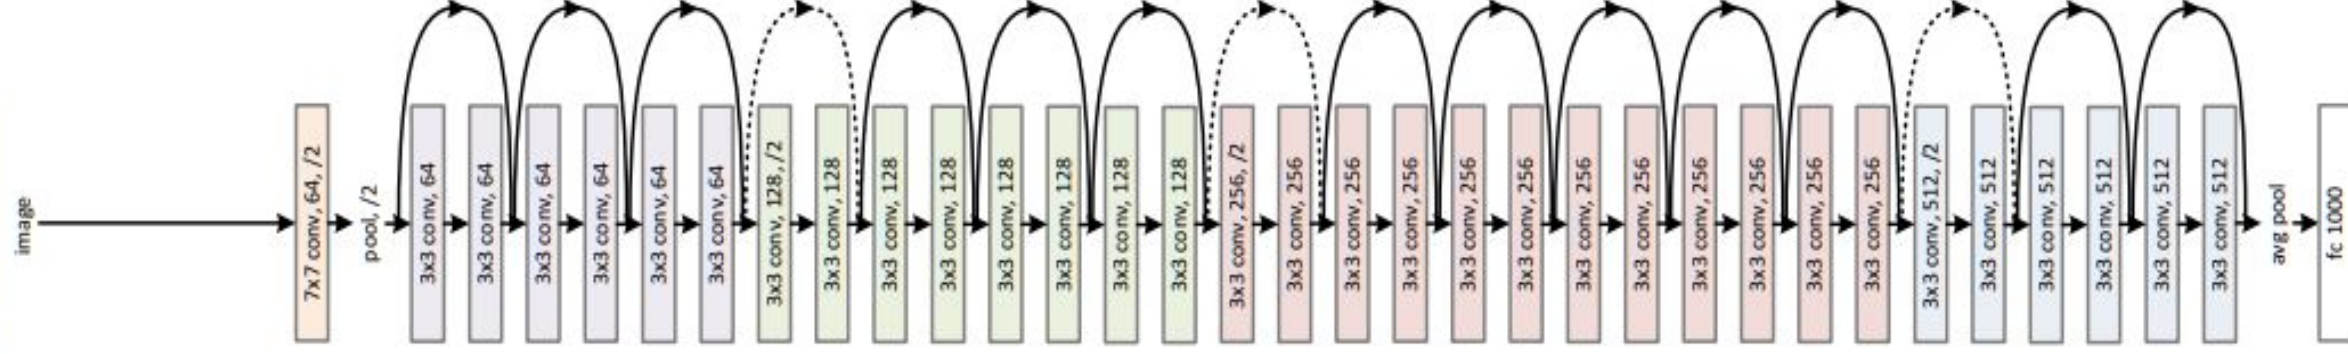 image
7x7 conv, 64, /2
pool, /2
3x3 conv, 64
3x3 conv, 64
3x3 conv, 64
3x3 conv, 64
3x3 conv, 64
3x3 conv, 64
3x3 conv, 128, /2
3x3 conv, 128
3x3 conv, 128
3x3 conv, 128
3x3 conv, 128
3x3 conv, 128
3x3 conv, 128
3x3 conv, 128
3x3 conv, 256, /2
3x3 conv, 256
3x3 conv, 256
3x3 conv, 256
3x3 conv, 256
3x3 conv, 256
3x3 conv, 256
3x3 conv, 256
3x3 conv, 256
3x3 conv, 256
3x3 conv, 256
3x3 conv, 256
3x3 conv, 512, /2
3x3 conv, 512
3x3 conv, 512
3x3 conv, 512
3x3 conv, 512
3x3 conv, 512
avg pool
fc 1000